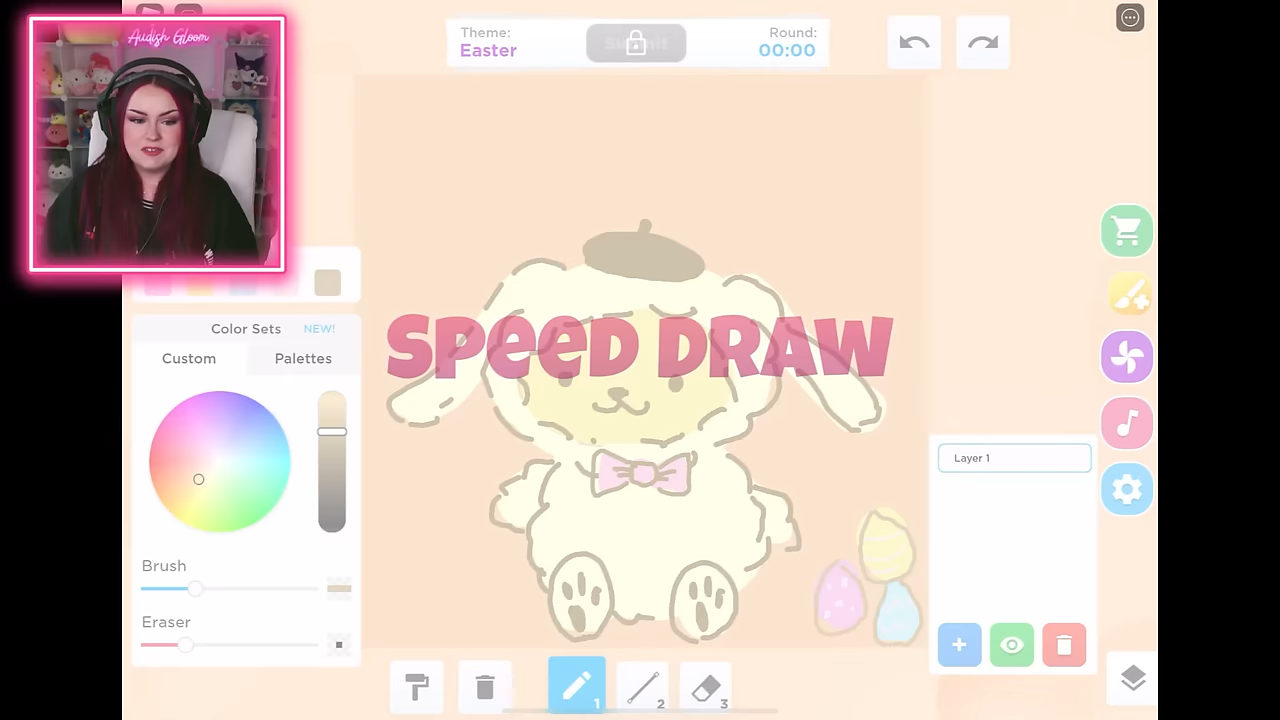 Audish Gloom
Theme:
Easter
Submit
Round:
00:00
SPEED DRAW
Color Sets
NEW!
Custom
Palettes
Brush
Eraser
Layer 1
1
2
3